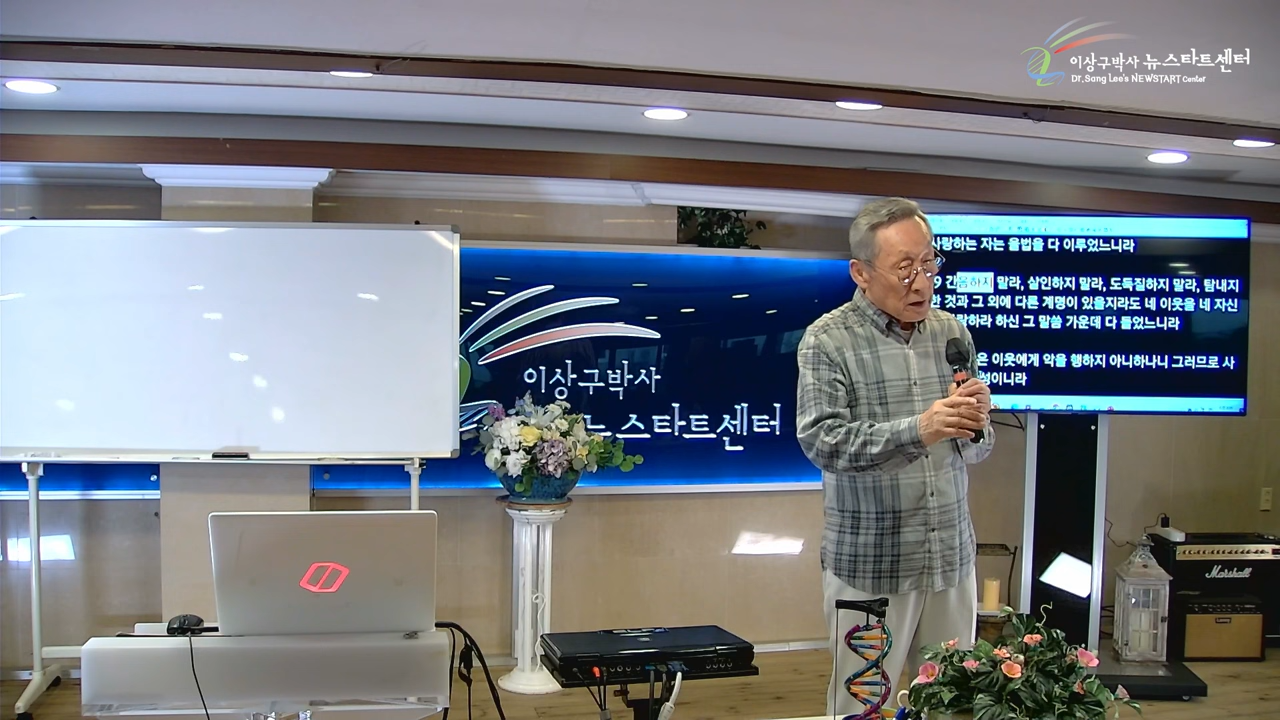 이상구박사 뉴스타트센터
Dr. Sang Lee's NEWSTART Center
사랑하는 자는 율법을 다 이루었느니라
9 간음하지 말라, 살인하지 말라, 도둑질하지 말라, 탐내지
한 것과 그 외에 다른 계명이 있을지라도 네 이웃을 네 자신
하라 하신 그 말씀 가운데 다 들었느니라
은 이웃에게 악을 행하지 아니하나니 그러므로 사
성이니라
이상구박사
뉴스타트센터
Marshall